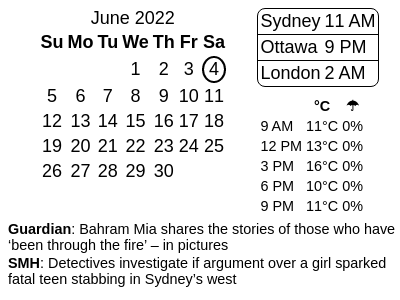 June 2022
Su Mo Tu We Th Fr Sa
1 2 3 4
5 6 7 8 9 10 11
12 13 14 15 16 17 18
19 20 21 22 23 24 25
26 27 28 29 30
Sydney 11 AM
Ottawa 9 PM
London 2 AM
°C ☂
9 AM 11°C 0%
12 PM 13°C 0%
3 PM 16°C 0%
6 PM 10°C 0%
9 PM 11°C 0%
Guardian: Bahram Mia shares the stories of those who have
‘been through the fire’ – in pictures
SMH: Detectives investigate if argument over a girl sparked
fatal teen stabbing in Sydney’s west